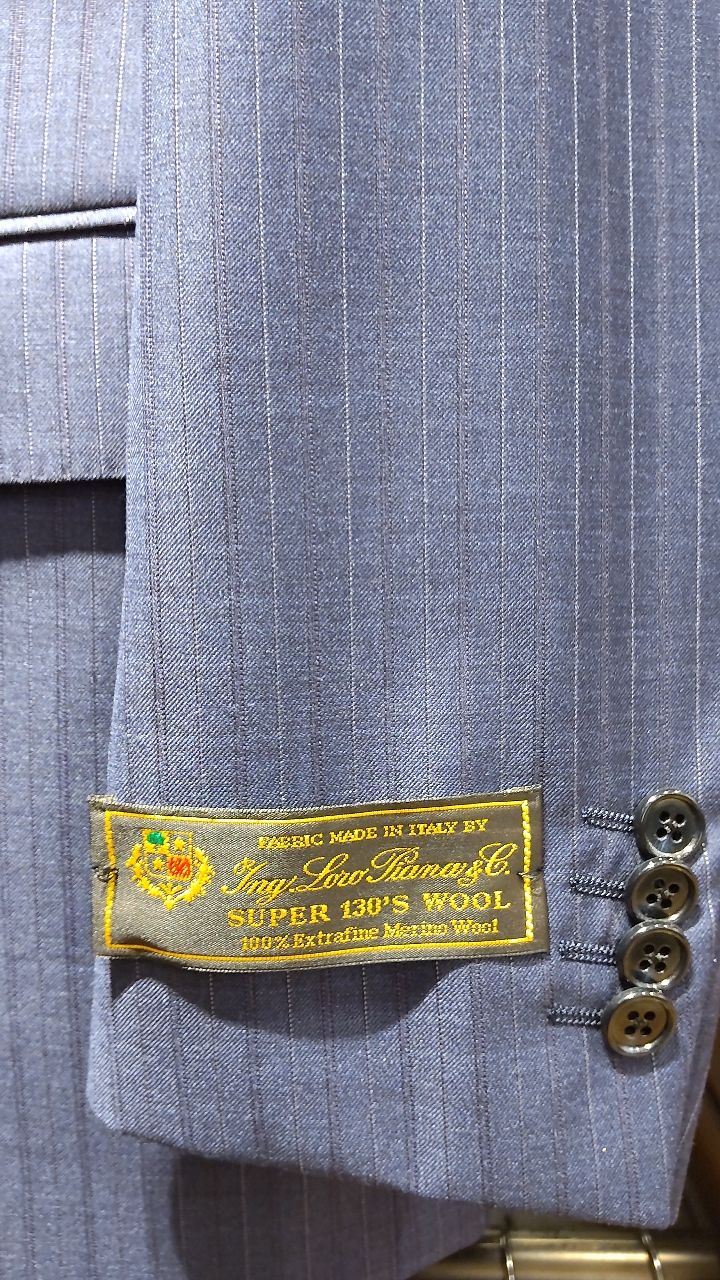 FABRIC MADE IN ITALY BY
Ing. Loro Piana & C.
SUPER 130'S WOOL
100% Extrafine Merino Wool